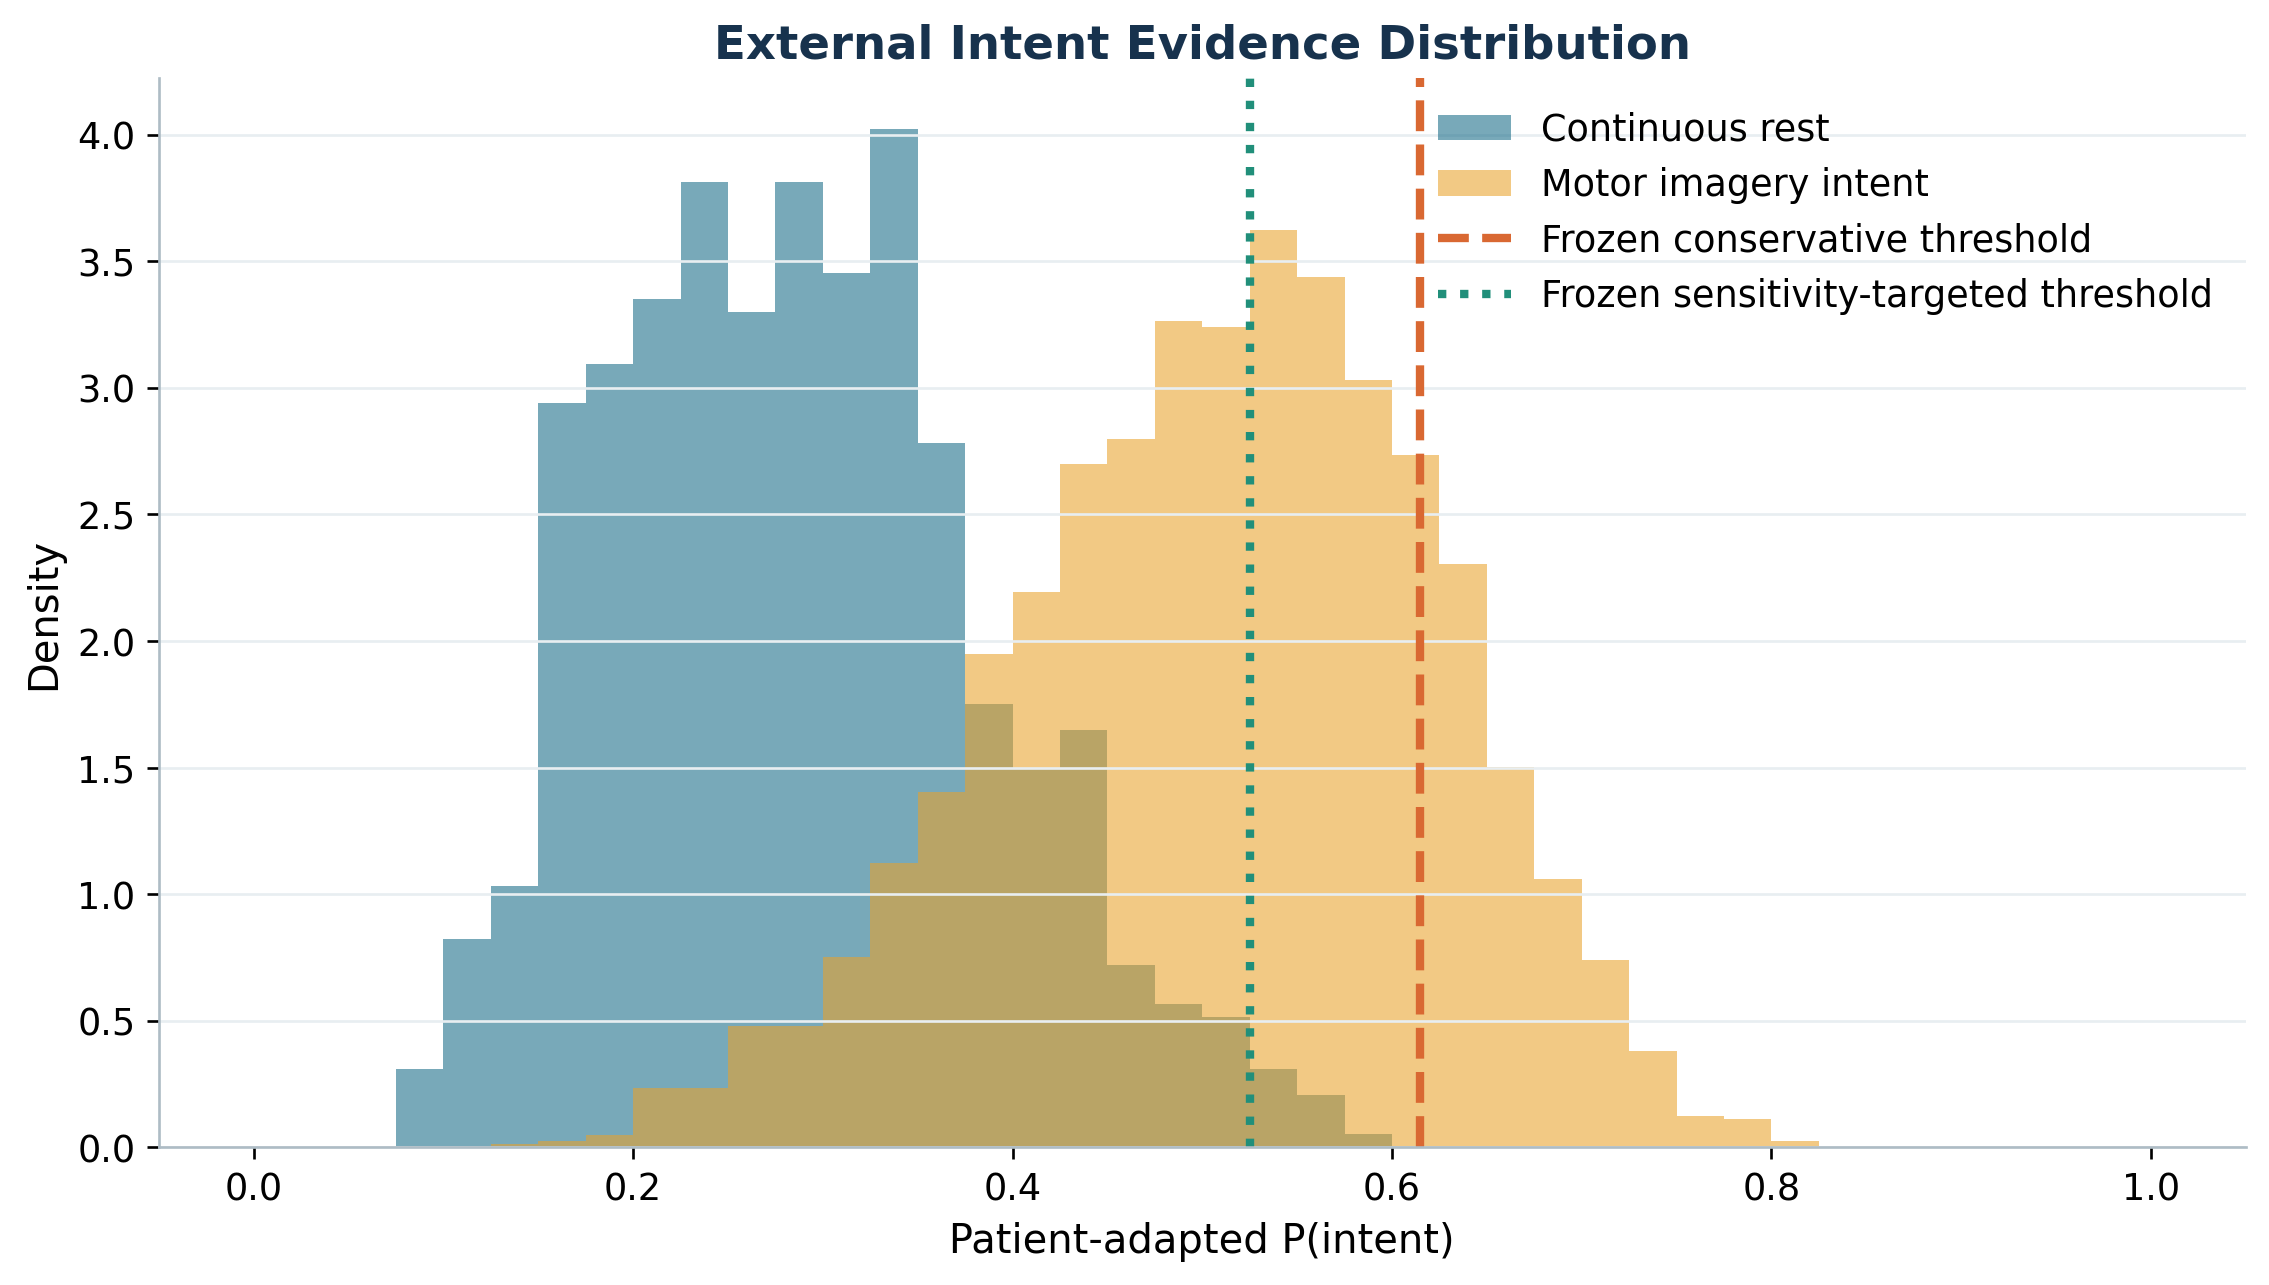 External Intent Evidence Distribution
Continuous rest
Motor imagery intent
Frozen conservative threshold
Frozen sensitivity-targeted threshold
Density
4.0
3.5
3.0
2.5
2.0
1.5
1.0
0.5
0.0
0.0 0.2 0.4 0.6 0.8 1.0
Patient-adapted P(intent)